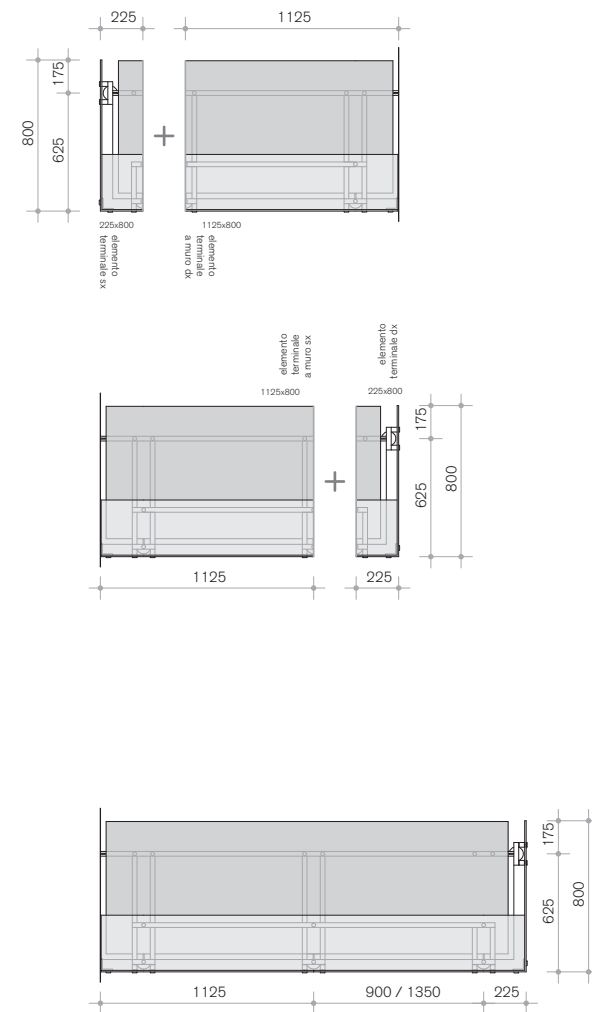 225
1125
175
800
625
225x800
1125x800
elemento
terminale sx
elemento
terminale
a muro dx
elemento
terminale
a muro sx
elemento
terminale dx
1125x800
225x800
175
625
800
1125
225
175
625
800
1125
900 / 1350
225